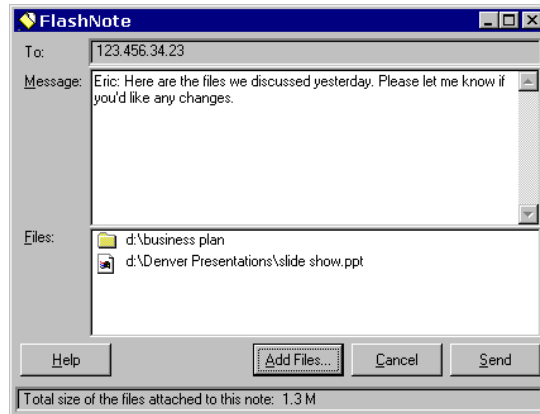 FlashNote
To: 123.456.34.23
Message: Eric: Here are the files we discussed yesterday. Please let me know if
you'd like any changes.
Files: d:\business plan
d:\Denver Presentations\slide show.ppt
Help Add Files... Cancel Send
Total size of the files attached to this note: 1.3 M